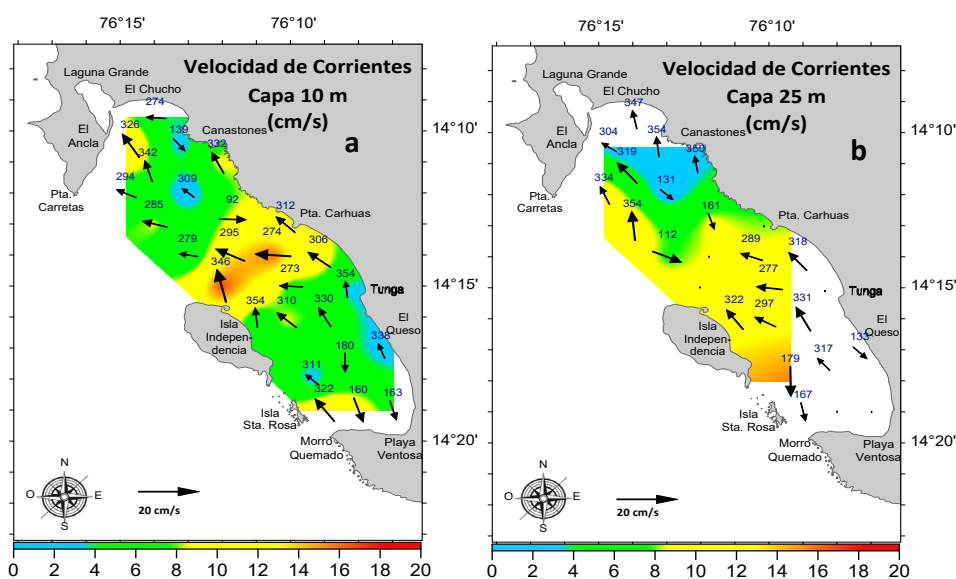 76°15'
76°10'
Laguna Grande
El Chucho
274
326
139
Canastones
332
El
Ancla
342
294
309
Pta.
Carretas
285
92
312
Pta. Carhuas
279
295
274
306
346
273
354
354
310
330
Tunga
El
Queso
338
Isla
Indepen-
dencia
180
311
322
160
163
Isla
Sta. Rosa
Morro
Quemado
Playa
Ventosa
Velocidad de Corrientes
Capa 10 m
(cm/s)
a
14°10'
14°15'
14°20'
N
O
E
S
20 cm/s
0 2 4 6 8 10 12 14 16 18 20
76°15'
76°10'
Laguna Grande
El Chucho
347
304
354
Canastones
350
319
El
Ancla
334
131
Pta.
Carretas
354
161
Pta. Carhuas
112
289
318
277
322
297
331
Tunga
El
Queso
133
Isla
Indepen-
dencia
317
179
167
Isla
Sta. Rosa
Morro
Quemado
Playa
Ventosa
Velocidad de Corrientes
Capa 25 m
(cm/s)
b
14°10'
14°15'
14°20'
N
O
E
S
20 cm/s
0 2 4 6 8 10 12 14 16 18 20